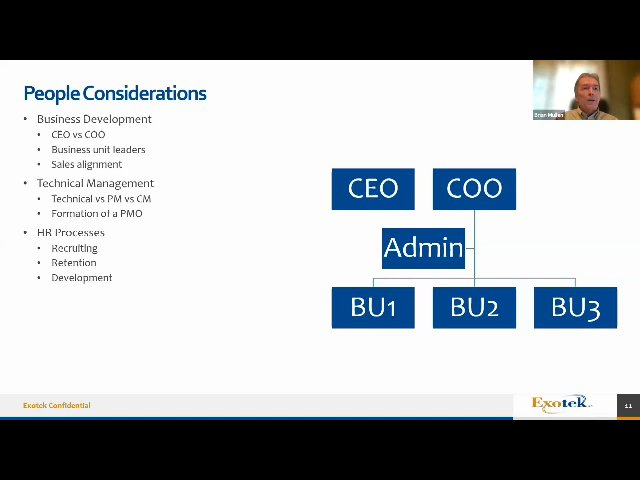 People Considerations
• Business Development
• CEO vs COO
• Business unit leaders
• Sales alignment
• Technical Management
• Technical vs PM vs CM
• Formation of a PMO
• HR Processes
• Recruiting
• Retention
• Development
Brian Mullen
CEO
COO
Admin
BU1
BU2
BU3
Exotek Confidential
Exotek
11